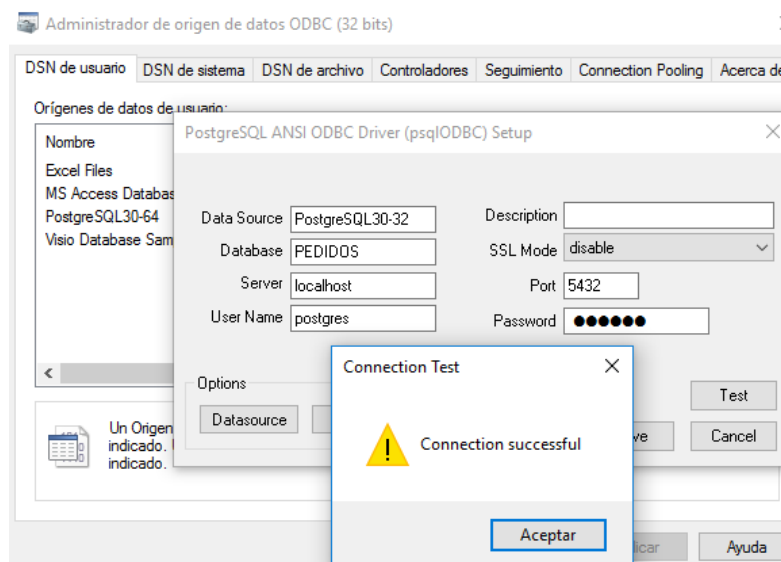 Administrador de origen de datos ODBC (32 bits)
DSN de usuario DSN de sistema DSN de archivo Controladores Seguimiento Connection Pooling Acerca de
Orígenes de datos de usuario:
Nombre
Excel Files
MS Access Databas
PostgreSQL30-64
Visio Database Sam
PostgreSQL ANSI ODBC Driver (psqlODBC) Setup
Data Source PostgreSQL30-32 Description
Database PEDIDOS SSL Mode disable
Server localhost Port 5432
User Name postgres Password ●●●●●●
Options
Datasource
Test
ve Cancel
Connection Test
Connection successful
Aceptar
Un Origen
indicado.
indicado.
licar Ayuda